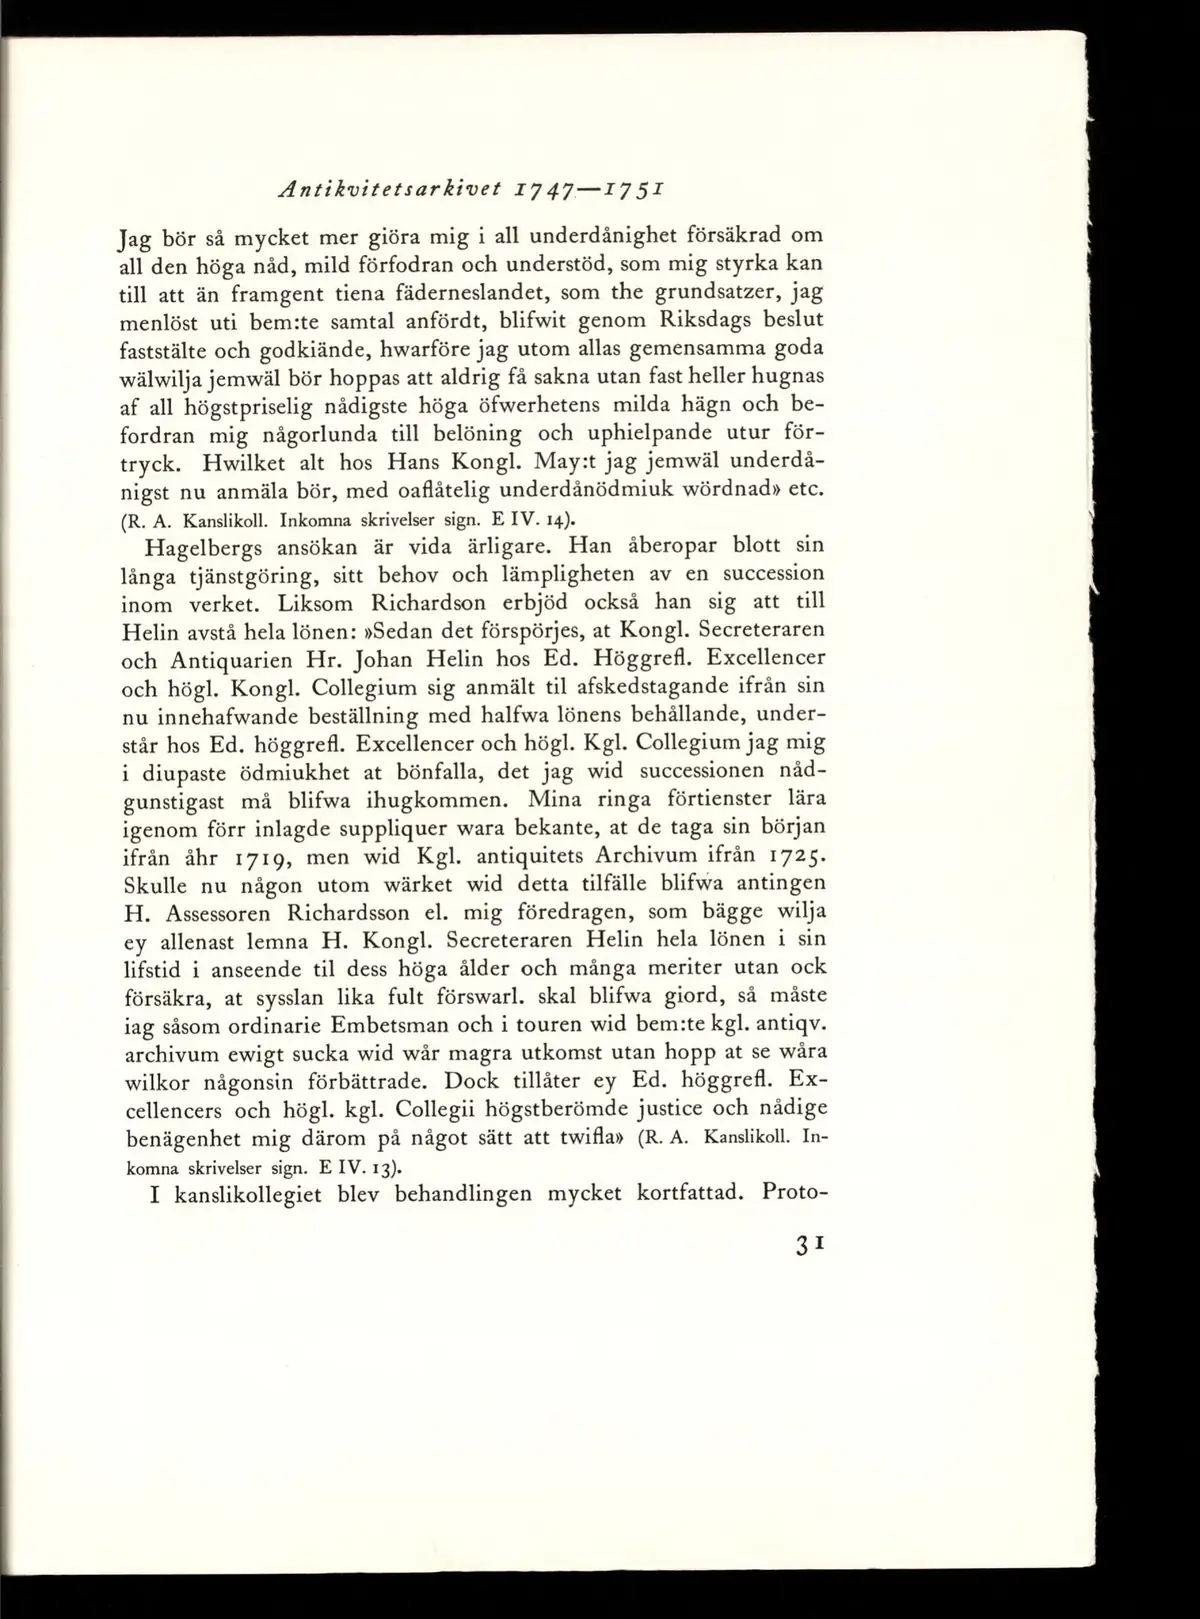 Antikvitetsarkivet 1747—1751
Jag bör så mycket mer giöra mig i all underdånighet försäkrad om
all den höga nåd, mild förfodran och understöd, som mig styrka kan
till att än framgent tiena fäderneslandet, som the grundsatzer, jag
menlöst uti bem:te samtal anfördt, blifwit genom Riksdags beslut
faststälte och godkiände, hwarföre jag utom allas gemensamma goda
wälwilja jemwäl bör hoppas att aldrig få sakna utan fast heller hugnas
af all högstpriselig nådigste höga öfwerhetens milda hägn och be-
fordran mig någorlunda till belöning och uphielpande utur för-
tryck. Hwilket alt hos Hans Kongl. May:t jag jemwäl underdå-
nigst nu anmäla bör, med oaflåtelig underdånödmiuk wördnad» etc.
(R. A. Kanslikoll. Inkomna skrivelser sign. E IV. 14).
Hagelbergs ansökan är vida ärligare. Han åberopar blott sin
långa tjänstgöring, sitt behov och lämpligheten av en succession
inom verket. Liksom Richardson erbjöd också han sig att till
Helin avstå hela lönen: »Sedan det förspörjes, at Kongl. Secreteraren
och Antiquarien Hr. Johan Helin hos Ed. Höggrefl. Excellencer
och högl. Kongl. Collegium sig anmält til afskedstagande ifrån sin
nu innehafwande beställning med halfwa lönens behållande, under-
står hos Ed. höggrefl. Excellencer och högl. Kgl. Collegium jag mig
i diupaste ödmiukhet at bönfalla, det jag wid successionen nåd-
gunstigast må blifwa ihugkommen. Mina ringa förtienster lära
igenom förr inlagde suppliquer wara bekante, at de taga sin början
ifrån åhr 1719, men wid Kgl. antiquitets Archivum ifrån 1725.
Skulle nu någon utom wärket wid detta tilfälle blifwa antingen
H. Assessoren Richardsson el. mig föredragen, som bägge wilja
ey allenast lemna H. Kongl. Secreteraren Helin hela lönen i sin
lifstid i anseende til dess höga ålder och många meriter utan ock
försäkra, at sysslan lika fult förswarl. skal blifwa giord, så måste
iag såsom ordinarie Embetsman och i touren wid bem:te kgl. antiqv.
archivum ewigt sucka wid wår magra utkomst utan hopp at se wåra
wilkor någonsin förbättrade. Dock tillåter ey Ed. höggrefl. Ex-
cellencers och högl. kgl. Collegii högstberömde justice och nådige
benägenhet mig därom på något sätt att twifla» (R. A. Kanslikoll. In-
komna skrivelser sign. E IV. 13).
I kanslikollegiet blev behandlingen mycket kortfattad. Proto-
31